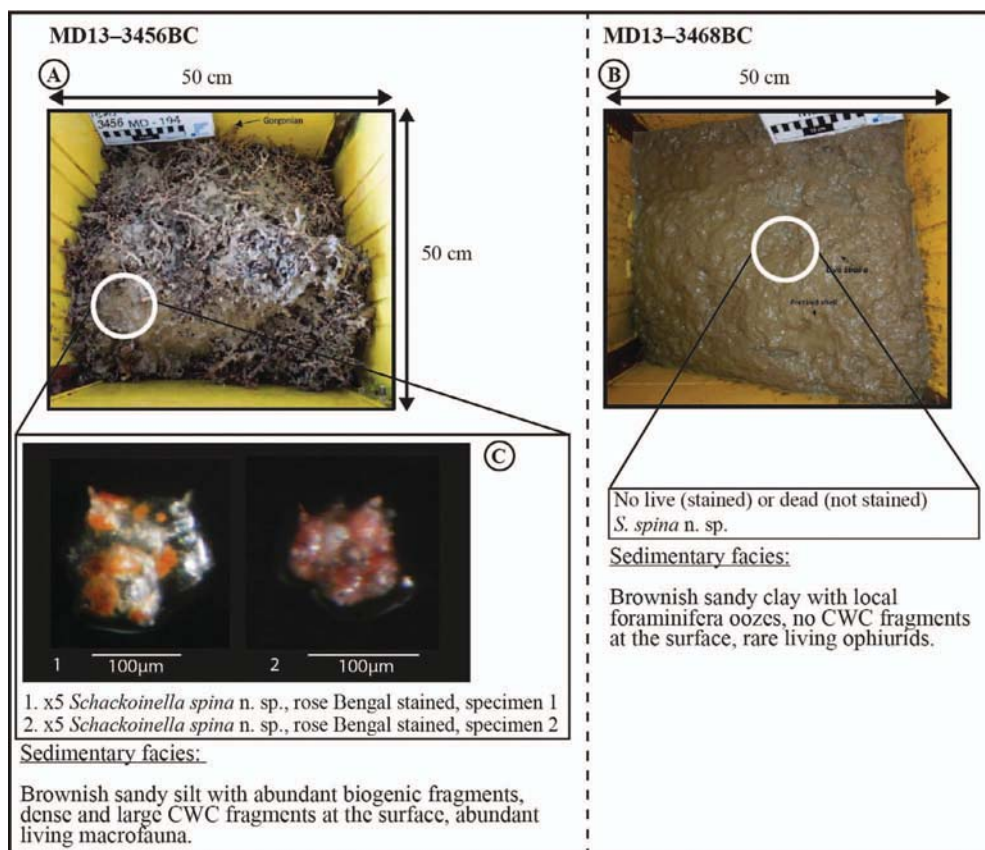 MD13–3456BC
A
50 cm
3456 MD - 194
Gorgonian
50 cm
C
1 100µm
2 100µm
1. x5 Schackoinella spina n. sp., rose Bengal stained, specimen 1
2. x5 Schackoinella spina n. sp., rose Bengal stained, specimen 2
Sedimentary facies:
Brownish sandy silt with abundant biogenic fragments,
dense and large CWC fragments at the surface, abundant
living macrofauna.
MD13–3468BC
B
50 cm
No live (stained) or dead (not stained)
S. spina n. sp.
Sedimentary facies:
Brownish sandy clay with local
foraminifera oozes, no CWC fragments
at the surface, rare living ophiurids.